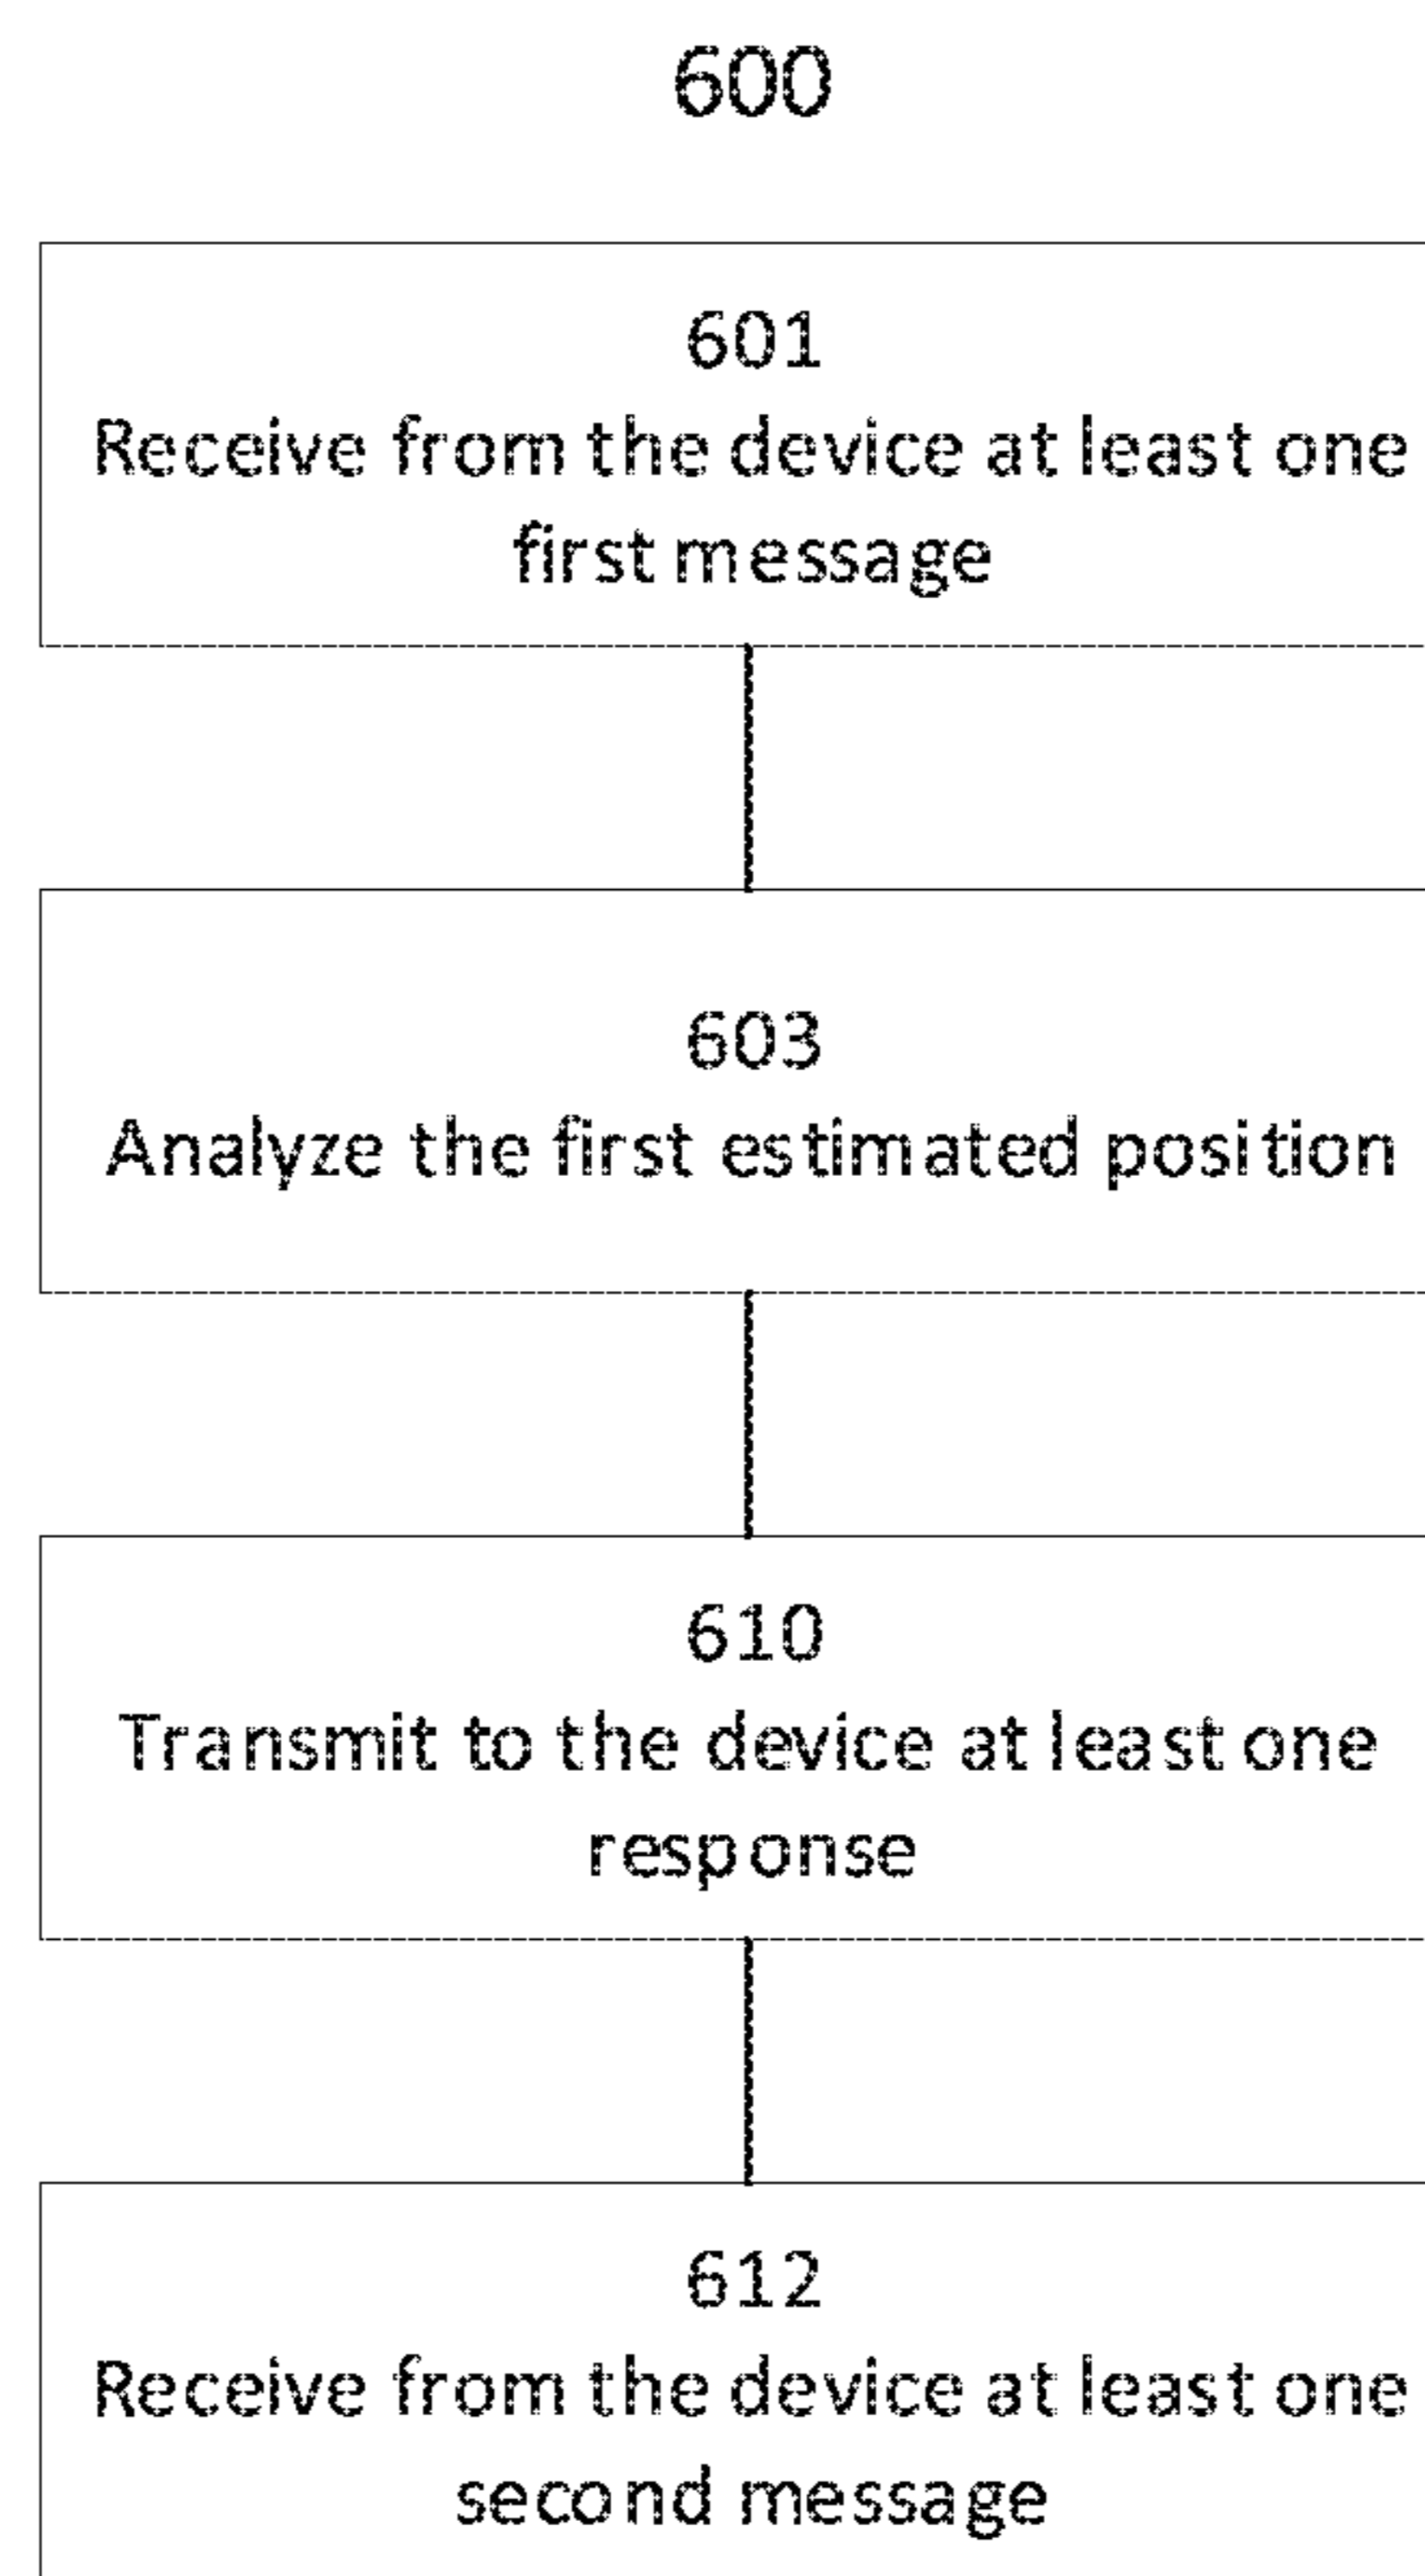 600
601
Receive from the device at least one
first message
603
Analyze the first estimated position
610
Transmit to the device at least one
response
612
Receive from the device at least one
second message